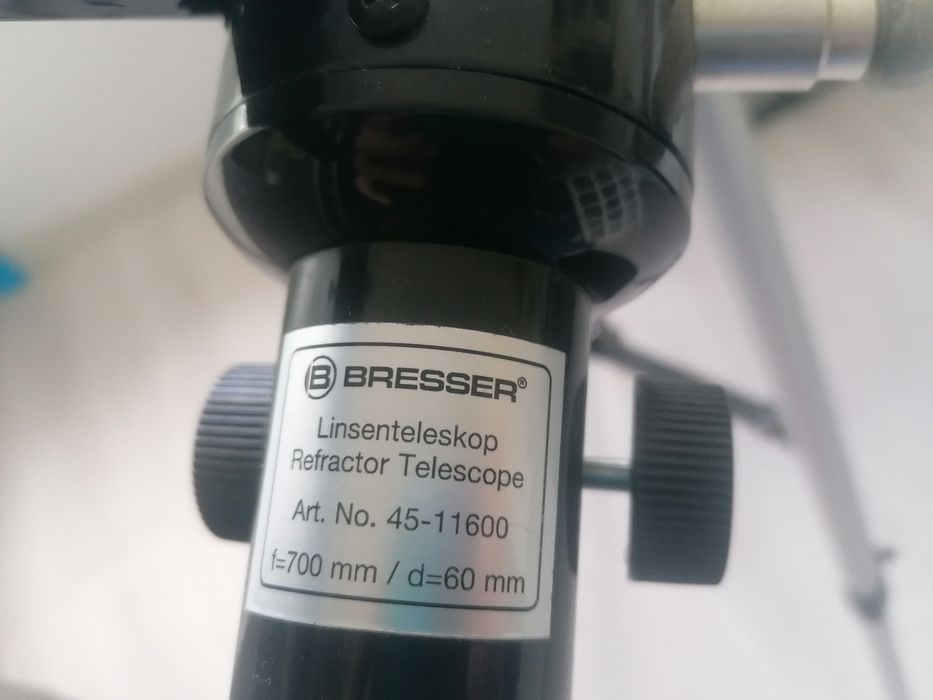 B BRESSER®
Linsenteleskop
Refractor Telescope
Art. No. 45-11600
f=700 mm / d=60 mm